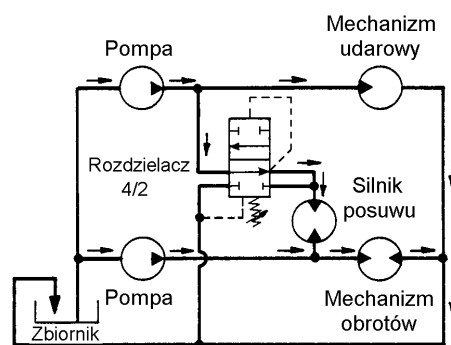 Pompa
Mechanizm
udarowy
Rozdzielacz
4/2
Silnik
posuwu
Pompa
Mechanizm
obrotów
Zbiornik